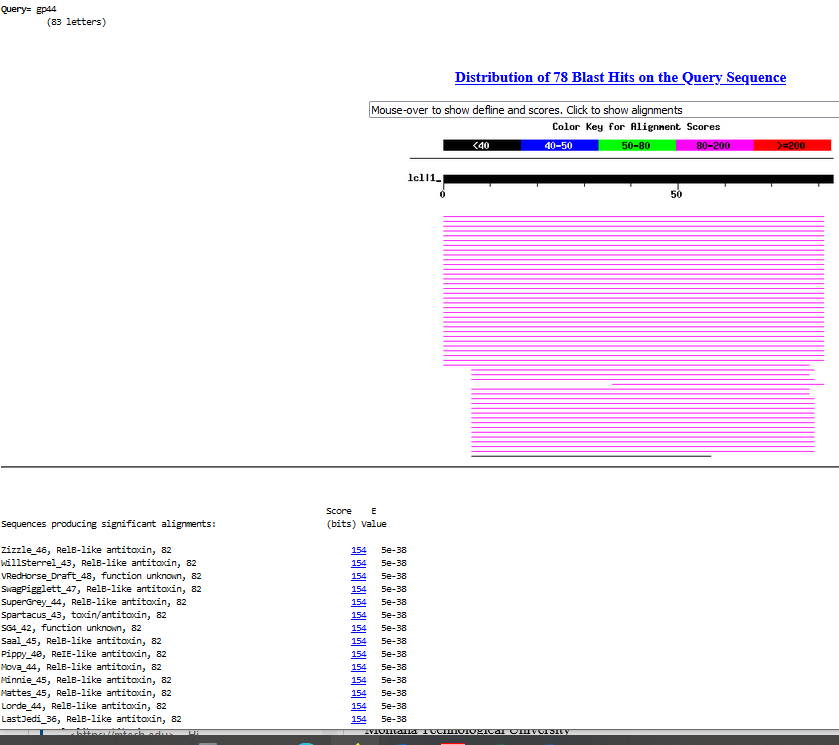 Query= gp44
(83 letters)
Distribution of 78 Blast Hits on the Query Sequence
Mouse-over to show defline and scores. Click to show alignments
Color Key for Alignment Scores
<40 40-50 50-80 80-200 >=200
lcl|1_
0 50
Score E
Sequences producing significant alignments: (bits) Value
Zizzle_46, RelB-like antitoxin, 82 154 5e-38
WillSterrel_43, RelB-like antitoxin, 82 154 5e-38
VRedHorse_Draft_48, function unknown, 82 154 5e-38
SwagPigglett_47, RelB-like antitoxin, 82 154 5e-38
SuperGrey_44, RelB-like antitoxin, 82 154 5e-38
Spartacus_43, toxin/antitoxin, 82 154 5e-38
SG4_42, function unknown, 82 154 5e-38
Saal_45, RelB-like antitoxin, 82 154 5e-38
Pippy_40, ReIE-like antitoxin, 82 154 5e-38
Mova_44, RelB-like antitoxin, 82 154 5e-38
Minnie_45, RelB-like antitoxin, 82 154 5e-38
Mattes_45, RelB-like antitoxin, 82 154 5e-38
Lorde_44, RelB-like antitoxin, 82 154 5e-38
LastJedi_36, RelB-like antitoxin, 82 154 5e-38
<https://mtech.edu> Hi Montana Technological University